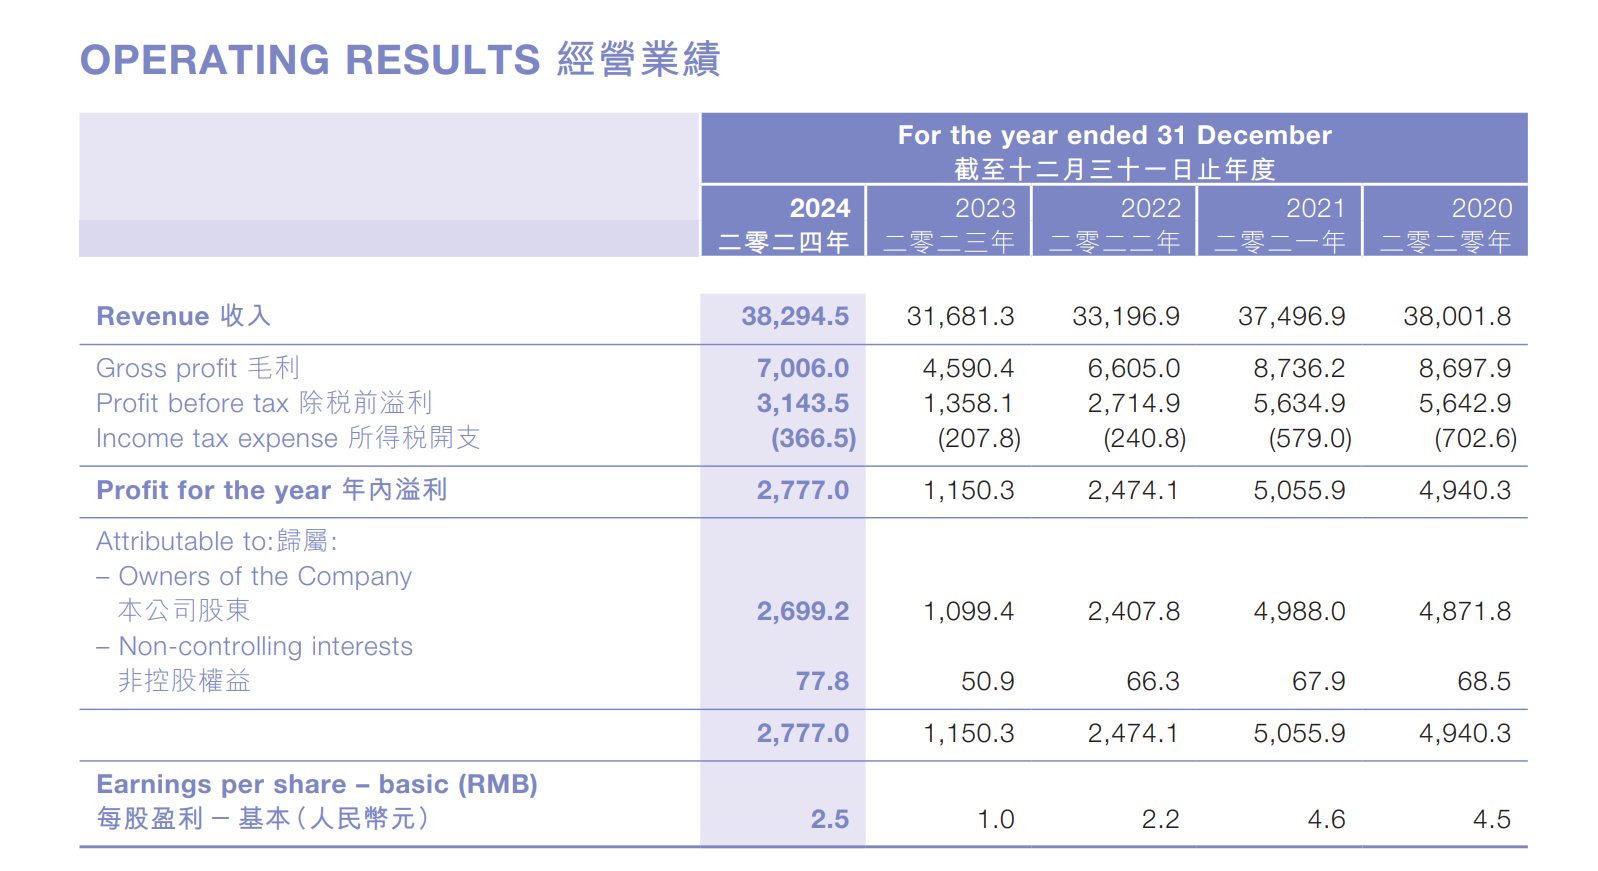 OPERATING RESULTS 經營業績
For the year ended 31 December
截至十二月三十一日止年度
2024 2023 2022 2021 2020
二零二四年 二零二三年 二零二二年 二零二一年 二零二零年
Revenue 收入 38,294.5 31,681.3 33,196.9 37,496.9 38,001.8
Gross profit 毛利 7,006.0 4,590.4 6,605.0 8,736.2 8,697.9
Profit before tax 除税前溢利 3,143.5 1,358.1 2,714.9 5,634.9 5,642.9
Income tax expense 所得税開支 (366.5) (207.8) (240.8) (579.0) (702.6)
Profit for the year 年內溢利 2,777.0 1,150.3 2,474.1 5,055.9 4,940.3
Attributable to:歸屬:
– Owners of the Company
本公司股東 2,699.2 1,099.4 2,407.8 4,988.0 4,871.8
– Non-controlling interests
非控股權益 77.8 50.9 66.3 67.9 68.5
2,777.0 1,150.3 2,474.1 5,055.9 4,940.3
Earnings per share – basic (RMB)
每股盈利 – 基本(人民幣元) 2.5 1.0 2.2 4.6 4.5